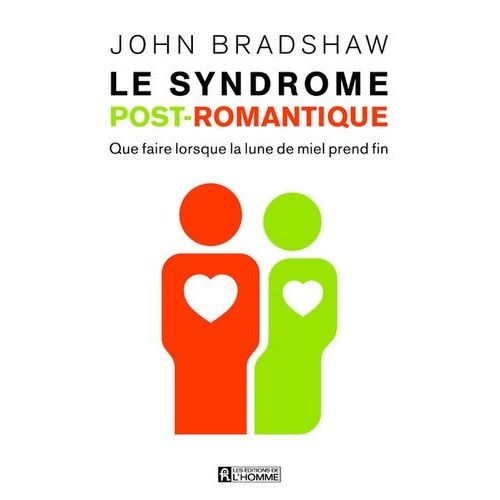 JOHN BRADSHAW
LE SYNDROME
POST-ROMANTIQUE
Que faire lorsque la lune de miel prend fin
LES EDITIONS DE
L'HOMME